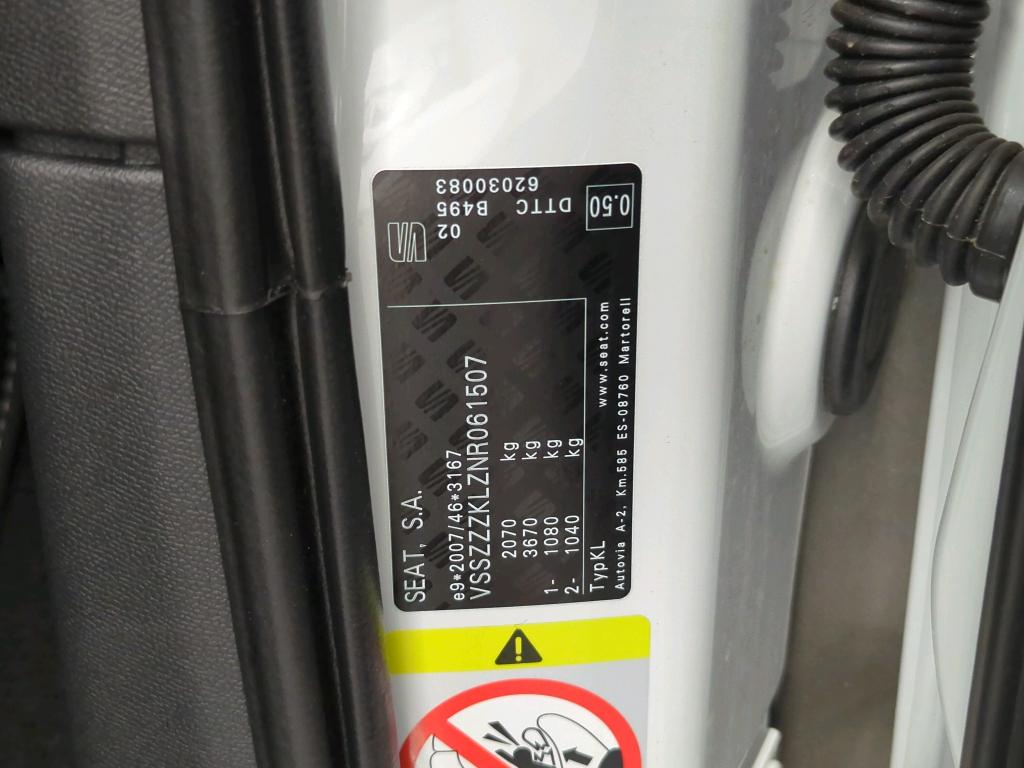 SEAT, S.A.
e9*2007/46*3167
VSSZZZKLZNR061507
2070 kg
3670 kg
1- 1080 kg
2- 1040 kg
TypKL www.seat.com
Autovia A-2, Km.585 ES-08760 Martorell
02
B495 62030083
DTTC
0.50